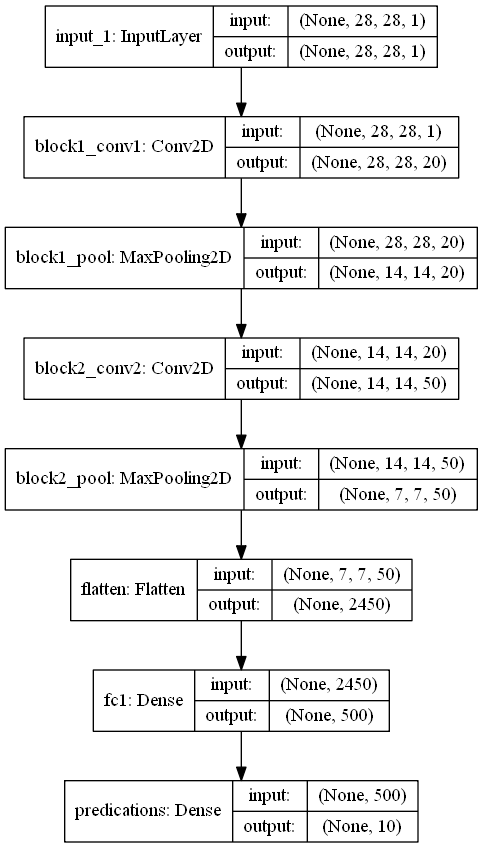 input_1: InputLayer
input: (None, 28, 28, 1)
output: (None, 28, 28, 1)
block1_conv1: Conv2D
input: (None, 28, 28, 1)
output: (None, 28, 28, 20)
block1_pool: MaxPooling2D
input: (None, 28, 28, 20)
output: (None, 14, 14, 20)
block2_conv2: Conv2D
input: (None, 14, 14, 20)
output: (None, 14, 14, 50)
block2_pool: MaxPooling2D
input: (None, 14, 14, 50)
output: (None, 7, 7, 50)
flatten: Flatten
input: (None, 7, 7, 50)
output: (None, 2450)
fc1: Dense
input: (None, 2450)
output: (None, 500)
predications: Dense
input: (None, 500)
output: (None, 10)